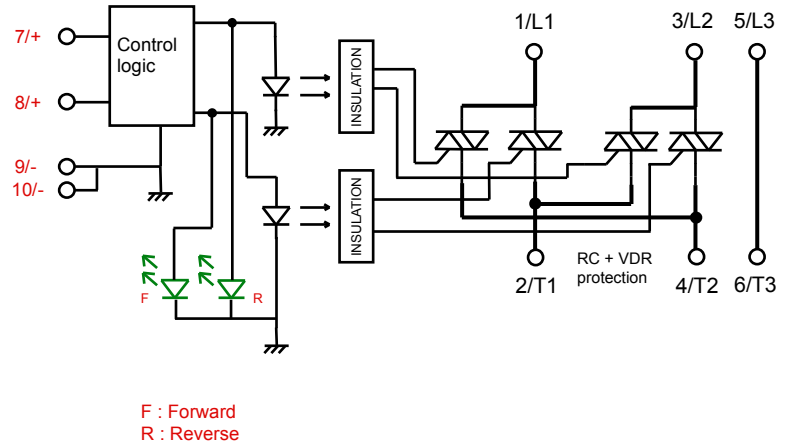 7/+
8/+
9/-
10/-
Control
logic
INSULATION
INSULATION
1/L1
3/L2
5/L3
2/T1
RC + VDR
protection
4/T2
6/T3
F
R
F : Forward
R : Reverse